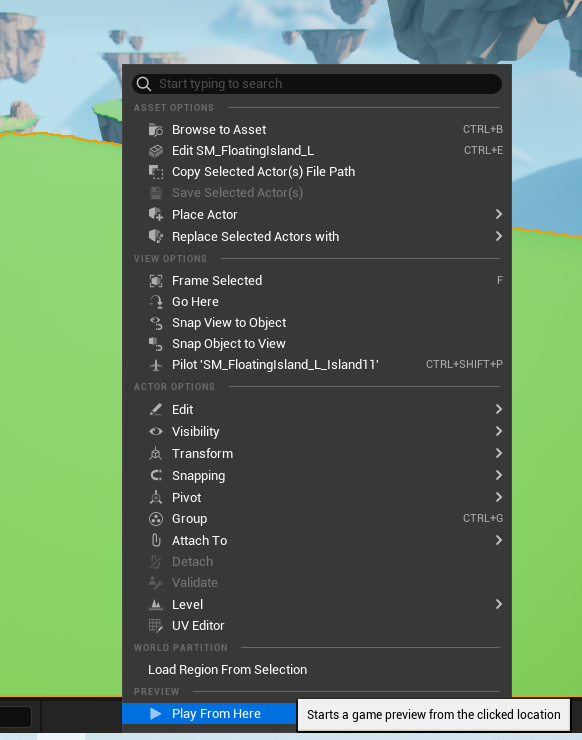 Start typing to search
ASSET OPTIONS
Browse to Asset CTRL+B
Edit SM_FloatingIsland_L CTRL+E
Copy Selected Actor(s) File Path
Save Selected Actor(s)
Place Actor
Replace Selected Actors with
VIEW OPTIONS
Frame Selected F
Go Here
Snap View to Object
Snap Object to View
Pilot 'SM_FloatingIsland_L_Island11' CTRL+SHIFT+P
ACTOR OPTIONS
Edit
Visibility
Transform
Snapping
Pivot
Group CTRL+G
Attach To
Detach
Validate
Level
UV Editor
WORLD PARTITION
Load Region From Selection
PREVIEW
Play From Here Starts a game preview from the clicked location